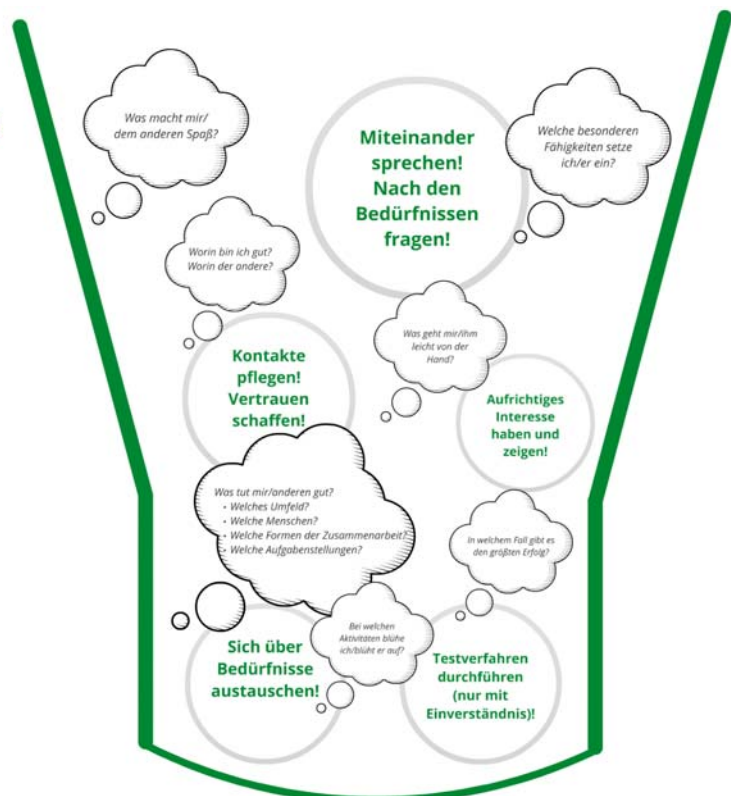 Was macht mir/
dem anderen Spaß?
Miteinander
sprechen!
Nach den
Bedürfnissen
fragen!
Welche besonderen
Fähigkeiten setze
ich/er ein?
Worin bin ich gut?
Worin der andere?
Was geht mir/ihm
leicht von der
Hand?
Kontakte
pflegen!
Vertrauen
schaffen!
Aufrichtiges
Interesse
haben und
zeigen!
Was tut mir/anderen gut?
• Welches Umfeld?
• Welche Menschen?
• Welche Formen der Zusammenarbeit?
• Welche Aufgabenstellungen?
In welchem Fall gibt es
den größten Erfolg?
Bei welchen
Aktivitäten blühe
ich/blüht er auf?
Sich über
Bedürfnisse
austauschen!
Testverfahren
durchführen
(nur mit
Einverständnis)!